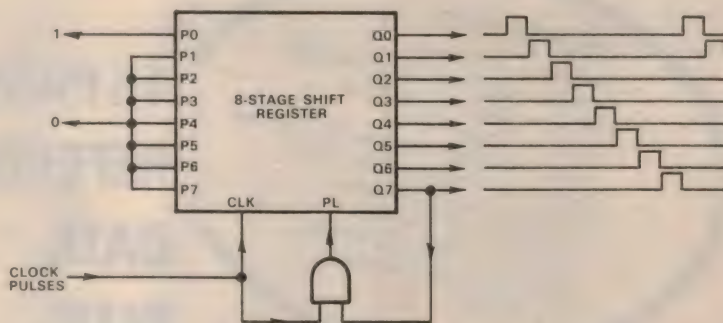 1
0
P0
P1
P2
P3
P4
P5
P6
P7
8-STAGE SHIFT
REGISTER
Q0
Q1
Q2
Q3
Q4
Q5
Q6
Q7
CLK
PL
CLOCK
PULSES